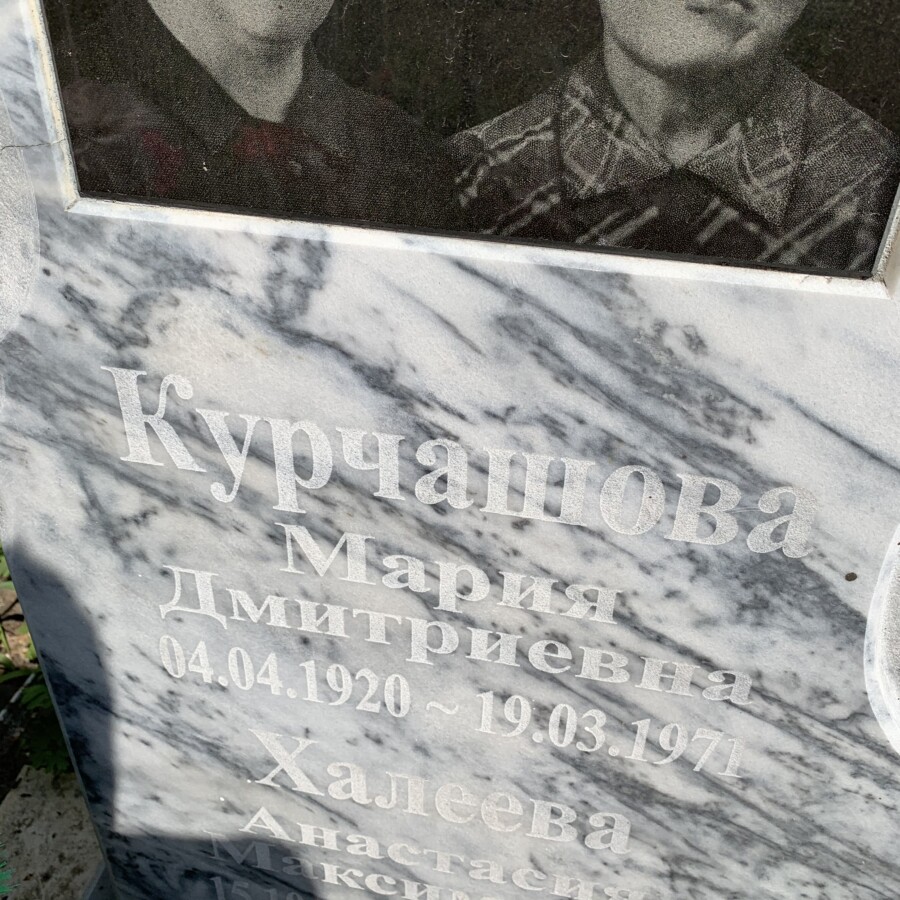 Курчашова
Мария
Дмитриевна
04.04.1920 ~ 19.03.1971
Халеева
Анастасия